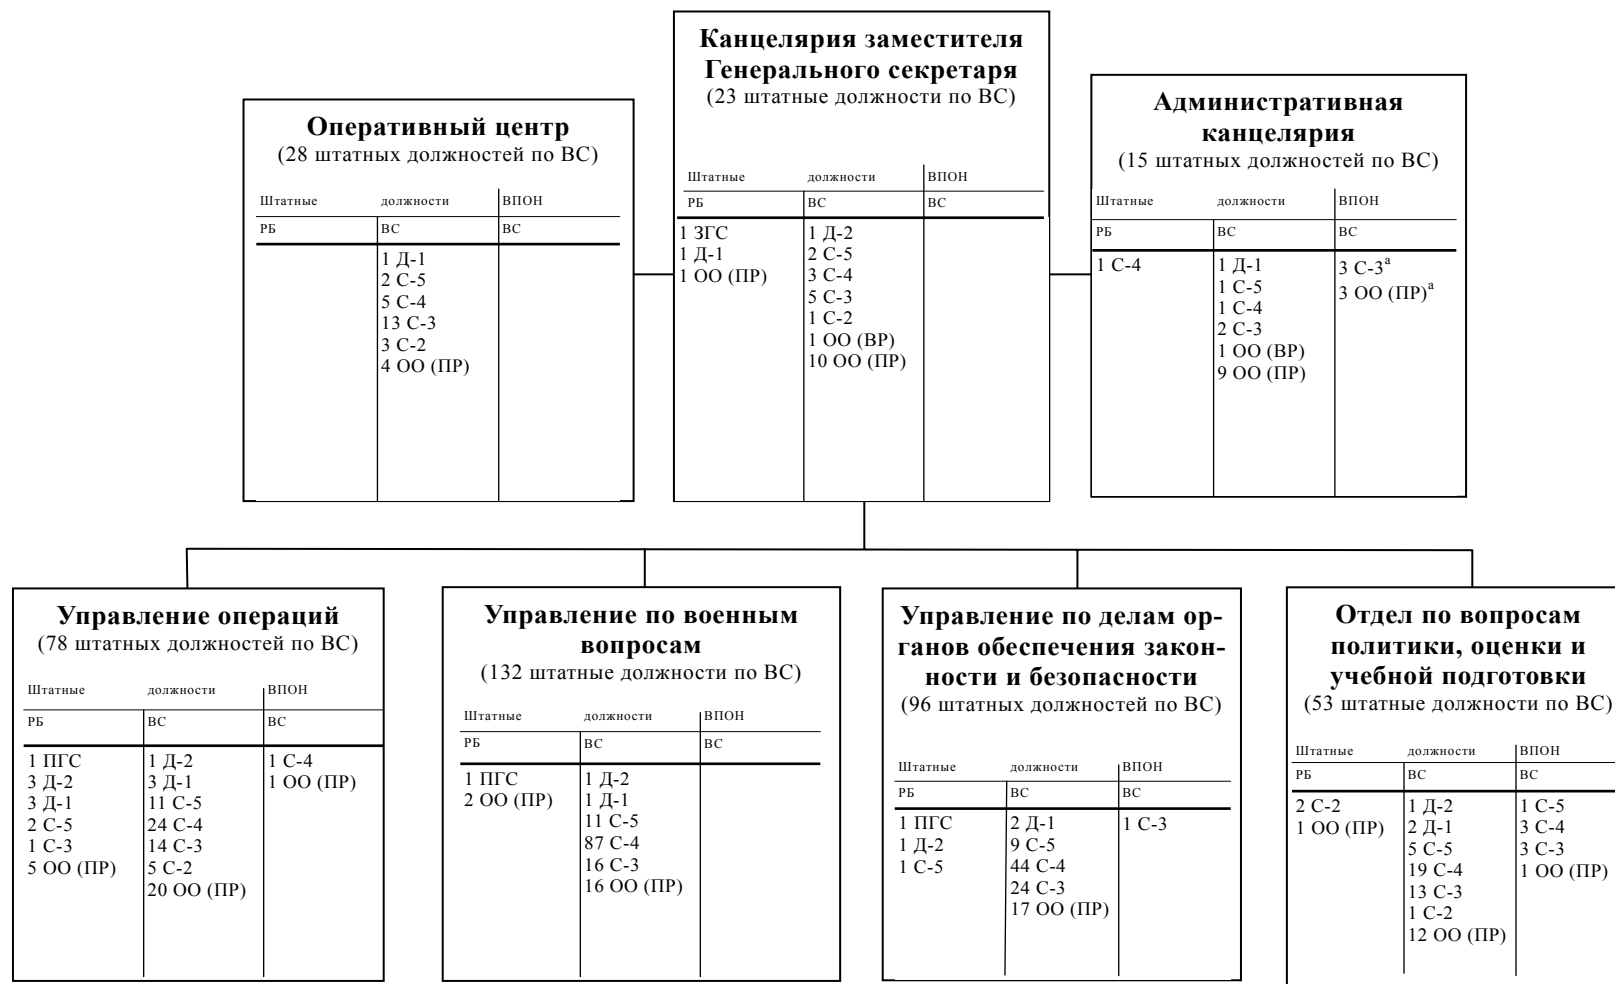 Канцелярия заместителя
Генерального секретаря
(23 штатные должности по ВС)
Штатные должности ВПОН
РБ ВС ВС
1 ЗГС 1 Д-2
1 Д-1 2 С-5
1 ОО (ПР) 3 С-4
5 С-3
1 С-2
1 ОО (ВР)
10 ОО (ПР)
Оперативный центр
(28 штатных должностей по ВС)
Штатные должности ВПОН
РБ ВС ВС
1 Д-1
2 С-5
5 С-4
13 С-3
3 С-2
4 ОО (ПР)
Административная
канцелярия
(15 штатных должностей по ВС)
Штатные должности ВПОН
РБ ВС ВС
1 С-4 1 Д-1 3 С-3ᵃ
1 С-5 3 ОО (ПР)ᵃ
1 С-4
2 С-3
1 ОО (ВР)
9 ОО (ПР)
Управление операций
(78 штатных должностей по ВС)
Штатные должности ВПОН
РБ ВС ВС
1 ПГС 1 Д-2 1 С-4
3 Д-2 3 Д-1 1 ОО (ПР)
3 Д-1 11 С-5
2 С-5 24 С-4
1 С-3 14 С-3
5 ОО (ПР) 5 С-2
20 ОО (ПР)
Управление по военным
вопросам
(132 штатные должности по ВС)
Штатные должности ВПОН
РБ ВС ВС
1 ПГС 1 Д-2
2 ОО (ПР) 1 Д-1
11 С-5
87 С-4
16 С-3
16 ОО (ПР)
Управление по делам ор-
ганов обеспечения закон-
ности и безопасности
(96 штатных должностей по ВС)
Штатные должности ВПОН
РБ ВС ВС
1 ПГС 2 Д-1 1 С-3
1 Д-2 9 С-5
1 С-5 44 С-4
24 С-3
17 ОО (ПР)
Отдел по вопросам
политики, оценки и
учебной подготовки
(53 штатные должности по ВС)
Штатные должности ВПОН
РБ ВС ВС
2 С-2 1 Д-2 1 С-5
1 ОО (ПР) 2 Д-1 3 С-4
5 С-5 3 С-3
19 С-4 1 ОО (ПР)
13 С-3
1 С-2
12 ОО (ПР)